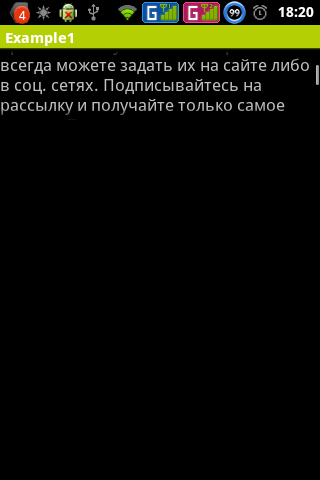 4
G
G
99
18:20
Example1
всегда можете задать их на сайте либо
в соц. сетях. Подписывайтесь на
рассылку и получайте только самое